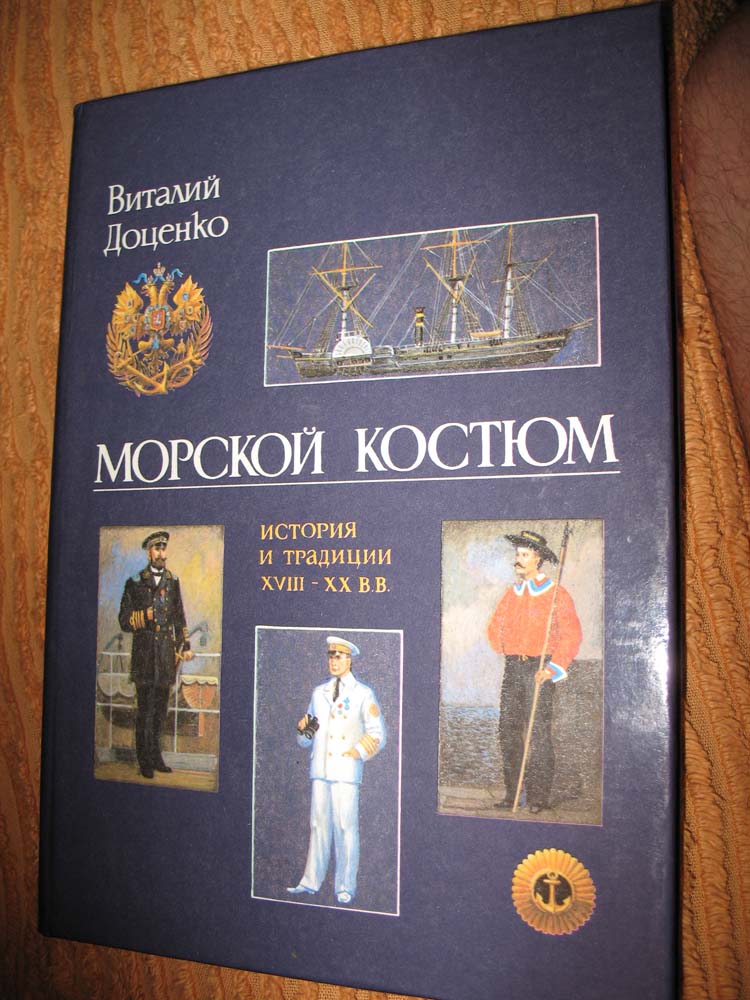 Виталий
Доценко
МОРСКОЙ КОСТЮМ
ИСТОРИЯ
И ТРАДИЦИИ
XVIII - XX В.В.